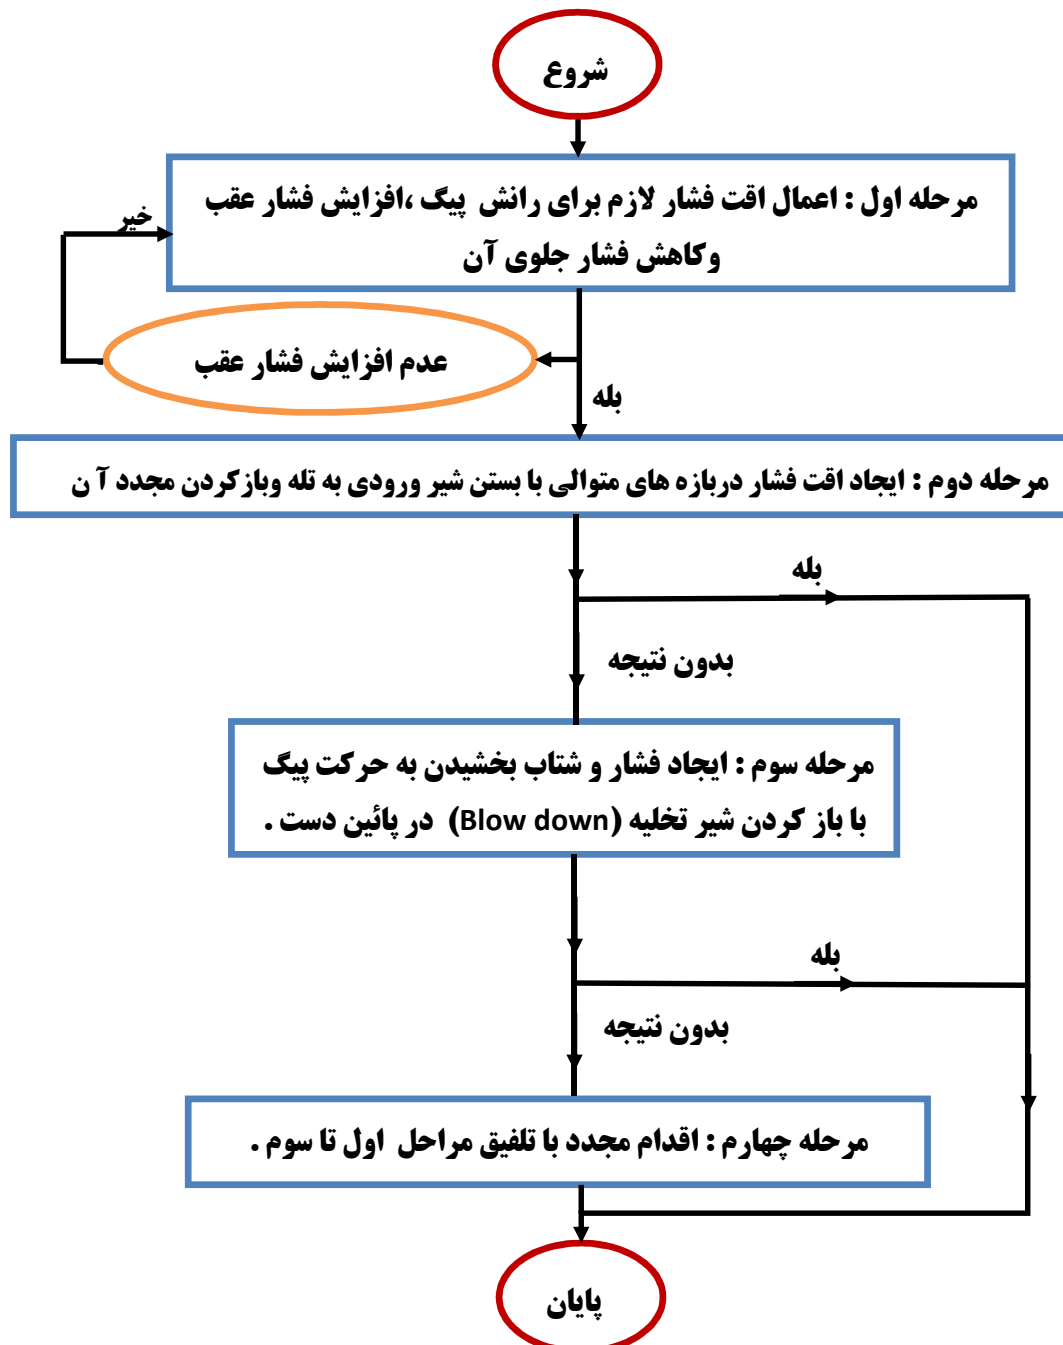 شروع
مرحله اول : اعمال اقت فشار لازم برای رانش پیگ ،افزایش فشار عقب
وکاهش فشار جلوی آن
خیر
عدم افزایش فشار عقب
بله
مرحله دوم : ایجاد اقت فشار دربازه های متوالی با بستن شیر ورودی به تله وبازکردن مجدد آ ن
بله
بدون نتیجه
مرحله سوم : ایجاد فشار و شتاب بخشیدن به حرکت پیگ
با باز کردن شیر تخلیه (Blow down) در پائین دست .
بله
بدون نتیجه
مرحله چهارم : اقدام مجدد با تلفیق مراحل اول تا سوم .
پایان